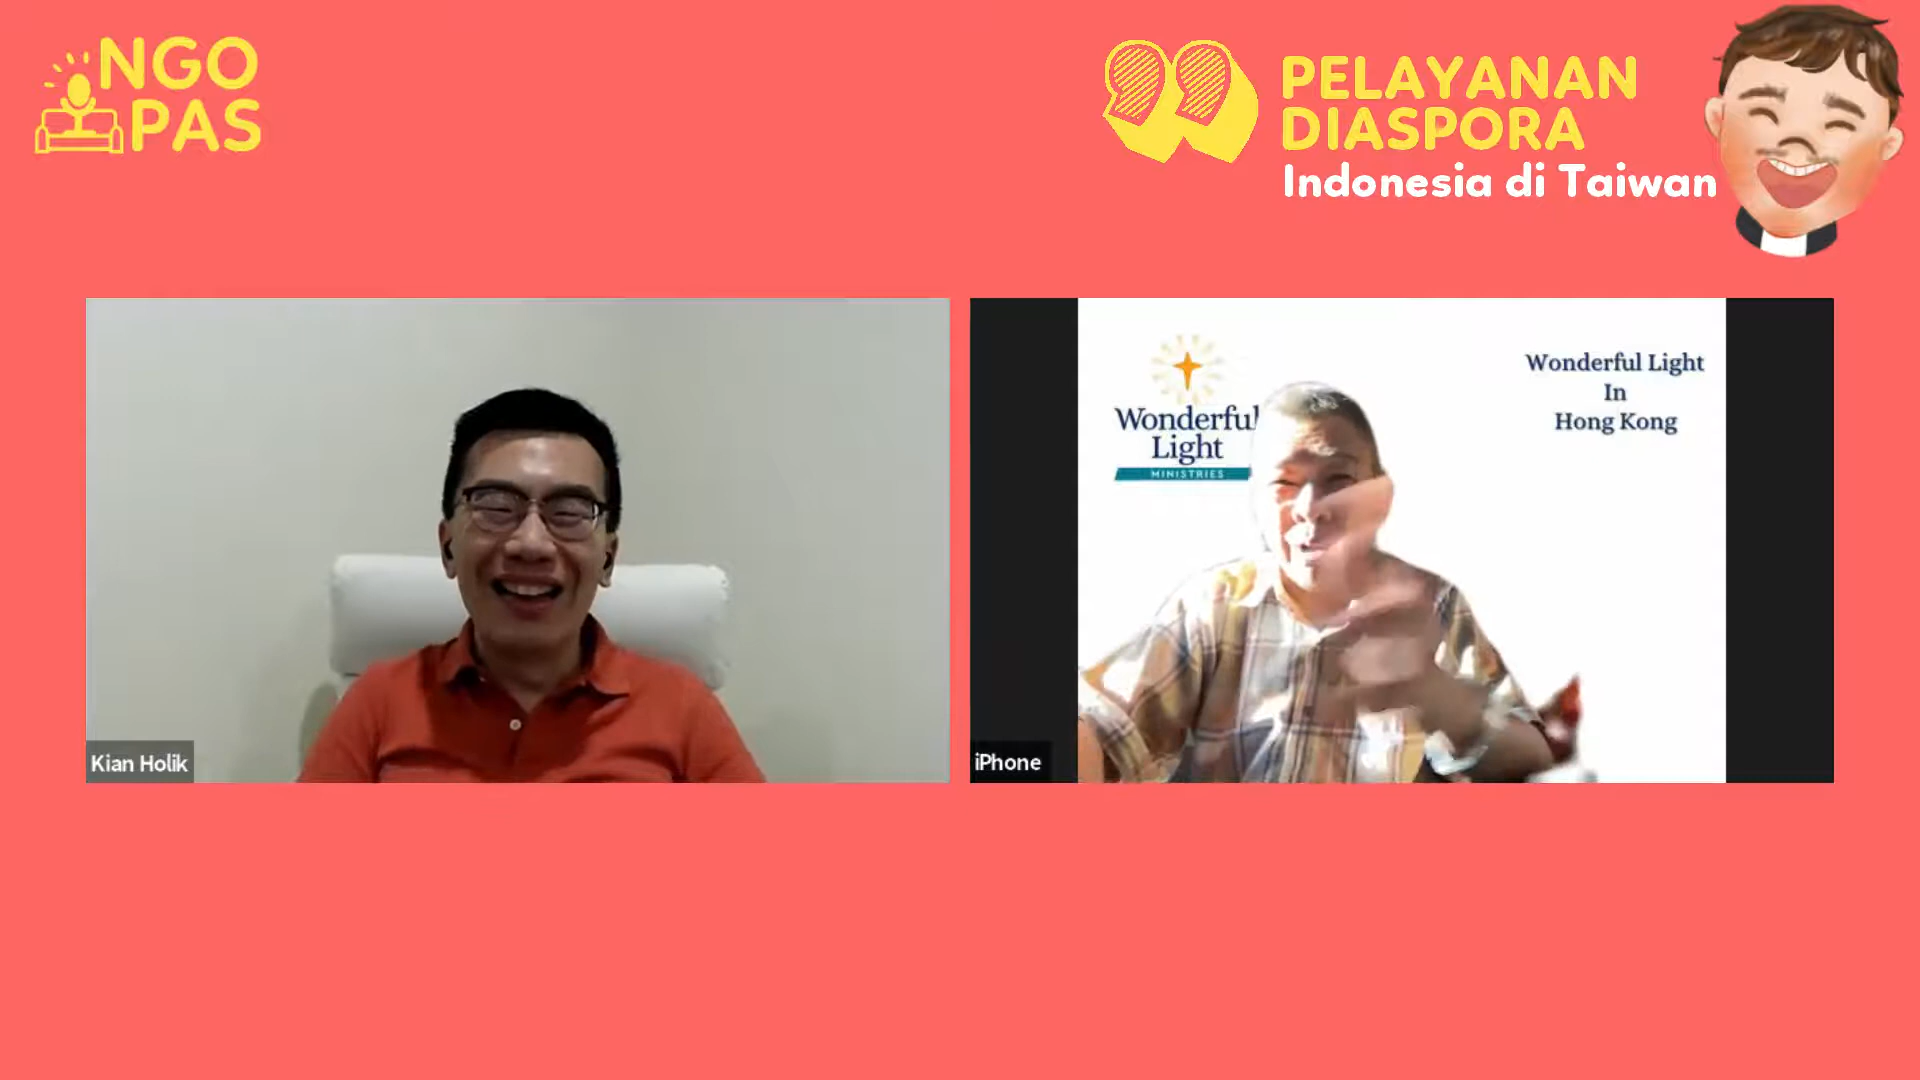 NGO
PAS
PELAYANAN
DIASPORA
Indonesia di Taiwan
Wonderful
Light
MINISTRIES
Wonderful Light
In
Hong Kong
Kian Holik
iPhone